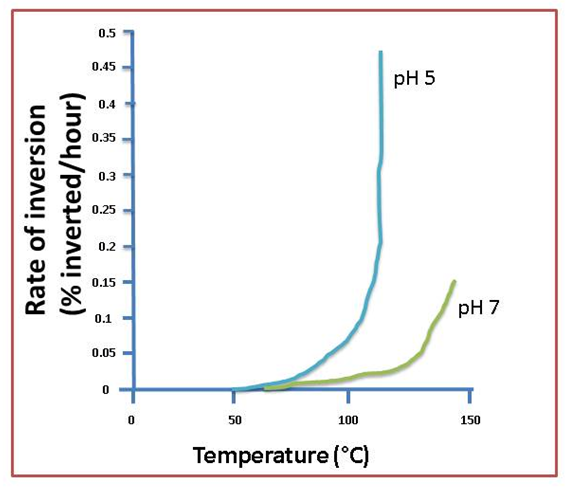 0.5
0.45
0.4
0.35
0.3
0.25
0.2
0.15
0.1
0.05
0
Rate of inversion
(% inverted/hour)
pH 5
pH 7
0 50 100 150
Temperature (°C)